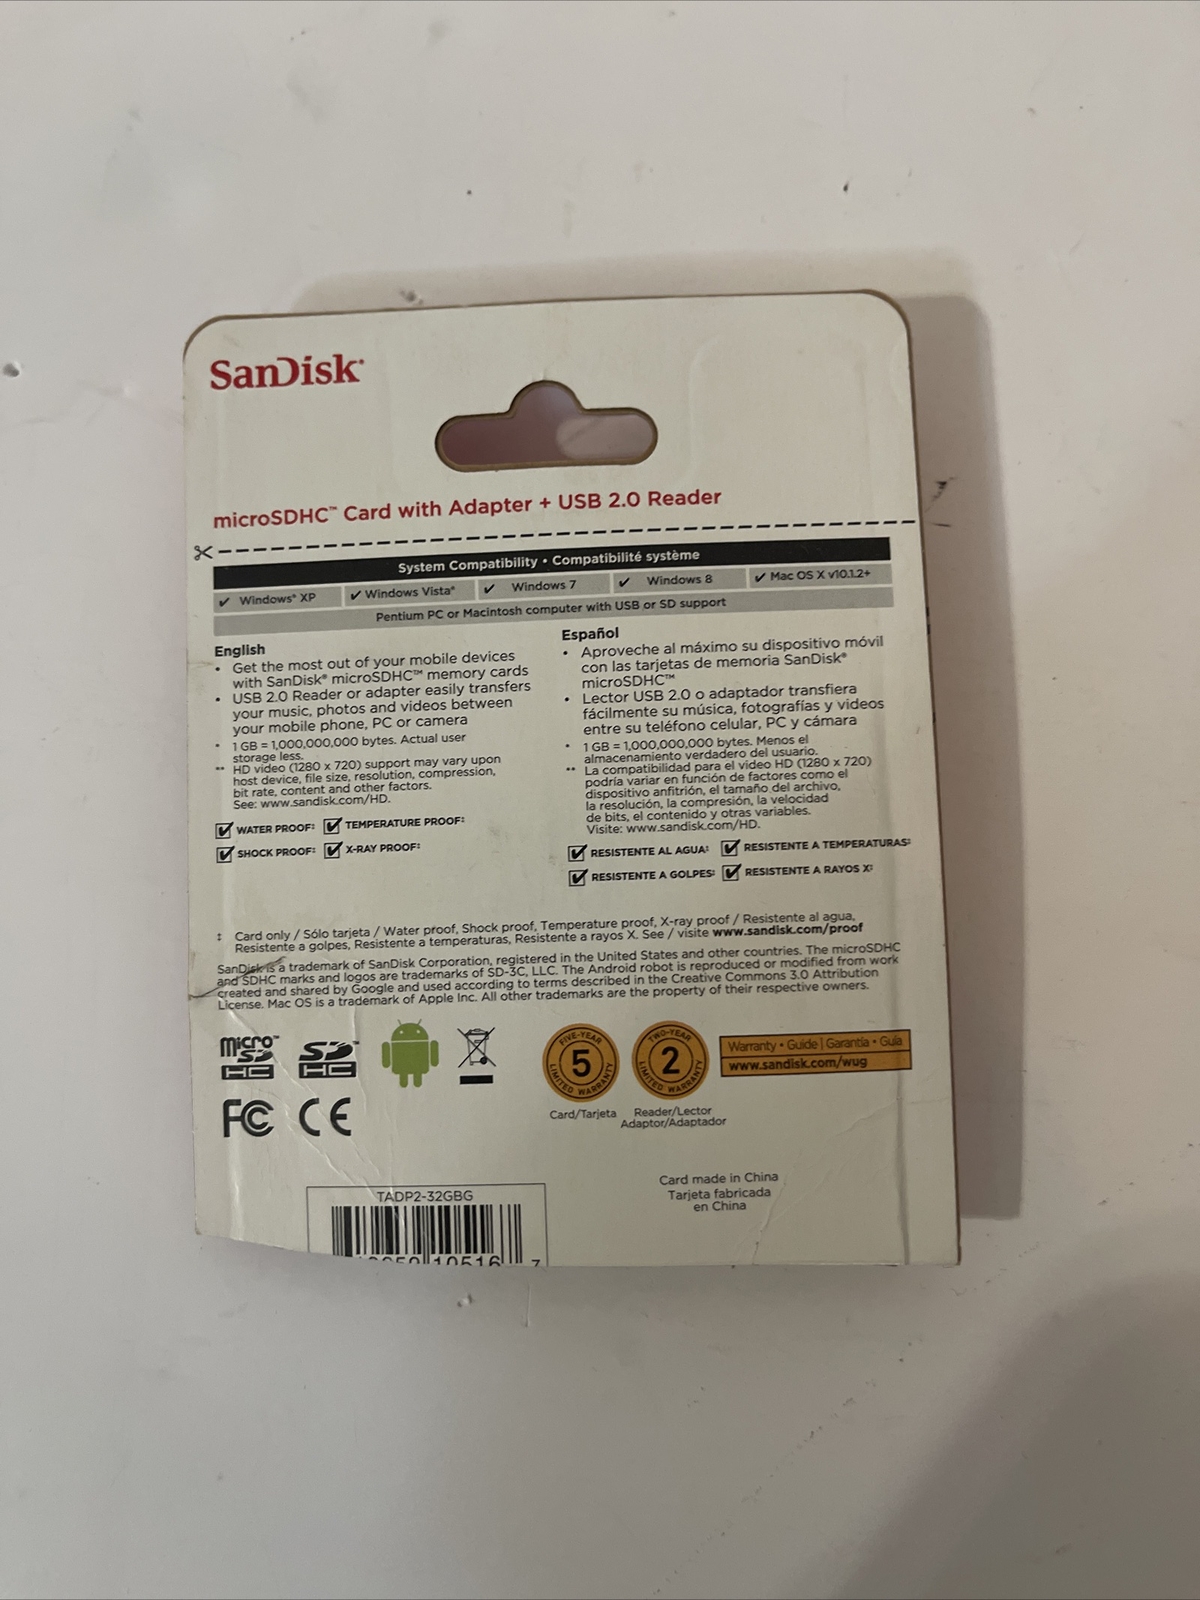 SanDisk®
microSDHC™ Card with Adapter + USB 2.0 Reader
System Compatibility • Compatibilité système
✓ Windows® XP ✓ Windows Vista® ✓ Windows 7 ✓ Windows 8 ✓ Mac OS X v10.1.2+
Pentium PC or Macintosh computer with USB or SD support
English
• Get the most out of your mobile devices
with SanDisk® microSDHC™ memory cards
• USB 2.0 Reader or adapter easily transfers
your music, photos and videos between
your mobile phone, PC or camera
* 1 GB = 1,000,000,000 bytes. Actual user
storage less.
** HD video (1280 x 720) support may vary upon
host device, file size, resolution, compression,
bit rate, content and other factors.
See: www.sandisk.com/HD.
WATER PROOF‡ TEMPERATURE PROOF‡
SHOCK PROOF‡ X-RAY PROOF‡
Español
• Aproveche al máximo su dispositivo móvil
con las tarjetas de memoria SanDisk®
microSDHC™
• Lector USB 2.0 o adaptador transfiera
fácilmente su música, fotografías y videos
entre su teléfono celular, PC y cámara
* 1 GB = 1,000,000,000 bytes. Menos el
almacenamiento verdadero del usuario.
** La compatibilidad para el video HD (1280 x 720)
podría variar en función de factores como el
dispositivo anfitrión, el tamaño del archivo,
la resolución, la compresión, la velocidad
de bits, el contenido y otras variables.
Visite: www.sandisk.com/HD.
RESISTENTE AL AGUA‡ RESISTENTE A TEMPERATURAS‡
RESISTENTE A GOLPES‡ RESISTENTE A RAYOS X‡
‡ Card only / Sólo tarjeta / Water proof, Shock proof, Temperature proof, X-ray proof / Resistente al agua,
Resistente a golpes, Resistente a temperaturas, Resistente a rayos X. See / visite www.sandisk.com/proof
SanDisk is a trademark of SanDisk Corporation, registered in the United States and other countries. The microSDHC
and SDHC marks and logos are trademarks of SD-3C, LLC. The Android robot is reproduced or modified from work
created and shared by Google and used according to terms described in the Creative Commons 3.0 Attribution
License. Mac OS is a trademark of Apple Inc. All other trademarks are the property of their respective owners.
micro SD HC™ SD HC™
FC CE
FIVE-YEAR 5 LIMITED WARRANTY
Card/Tarjeta
TWO-YEAR 2 LIMITED WARRANTY
Reader/Lector
Adaptor/Adaptador
Warranty • Guide | Garantía • Guía
www.sandisk.com/wug
Card made in China
Tarjeta fabricada
en China
TADP2-32GBG
10516 7